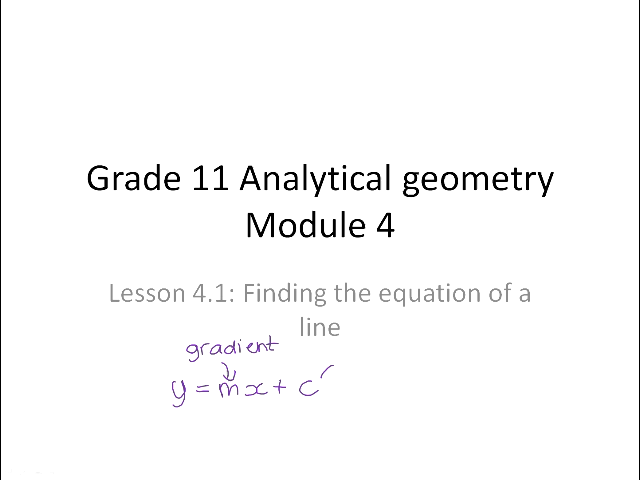 Grade 11 Analytical geometry
Module 4
Lesson 4.1: Finding the equation of a
line
gradient
y = mx + c